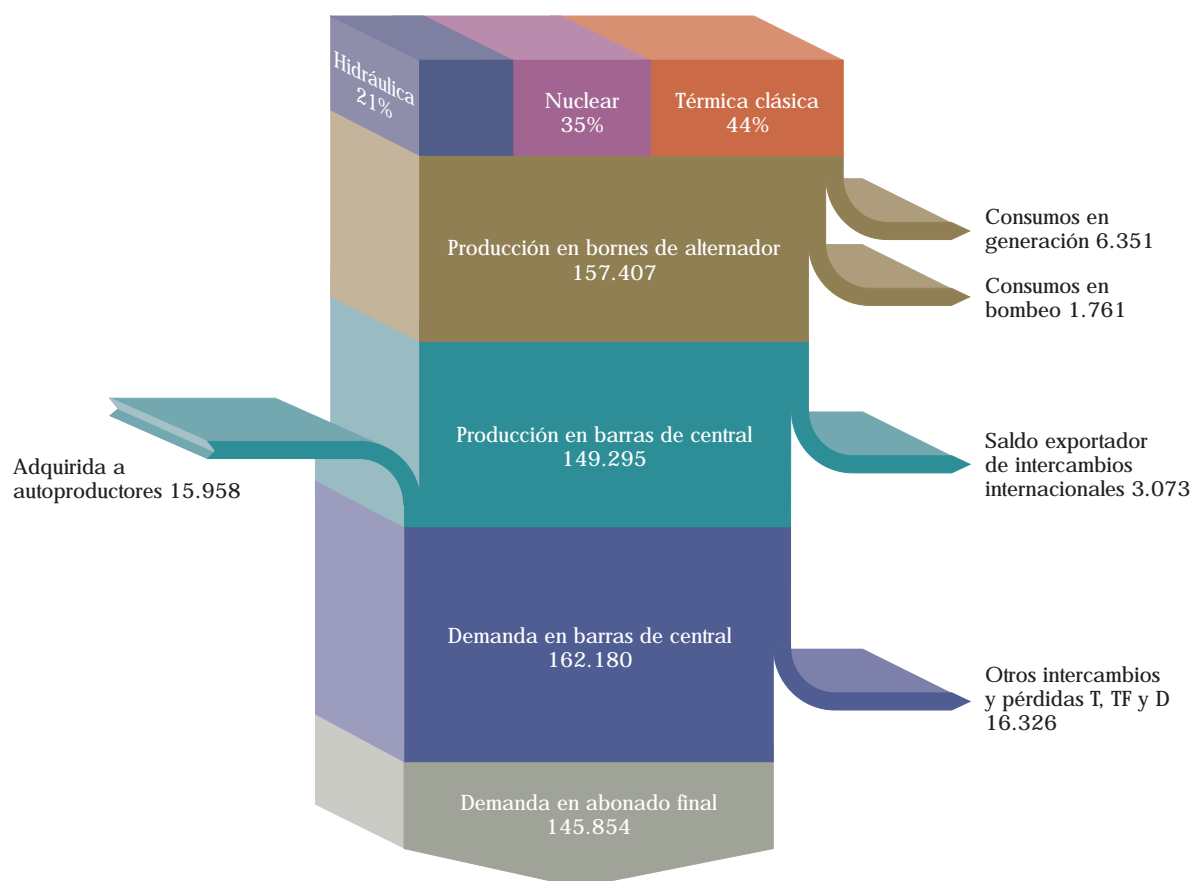 Hidráulica
21%
Nuclear
35%
Térmica clásica
44%
Producción en bornes de alternador
157.407
Consumos en
generación 6.351
Consumos en
bombeo 1.761
Producción en barras de central
149.295
Adquirida a
autoproductores 15.958
Saldo exportador
de intercambios
internacionales 3.073
Demanda en barras de central
162.180
Otros intercambios
y pérdidas T, TF y D
16.326
Demanda en abonado final
145.854